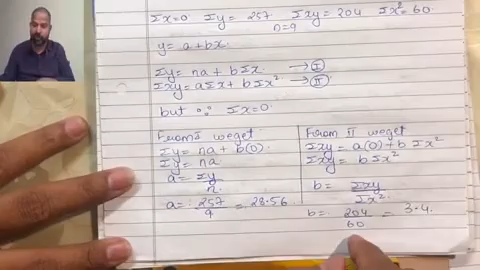 Σx=0 Σy= 257 Σxy= 204 Σx²= 60.
n=9
y= a+bx.
Σy= na + bΣx. → I
Σxy= aΣx + bΣx² → II
but ∵ Σx=0.
From I we get
Σy= na + b(0)
Σy= na
a= Σy/n.
a= 257/9 = 28.56
From II we get
Σxy= a(0)+b Σx²
Σxy= b Σx²
b= Σxy/Σx².
b= 204/60 = 3.4.